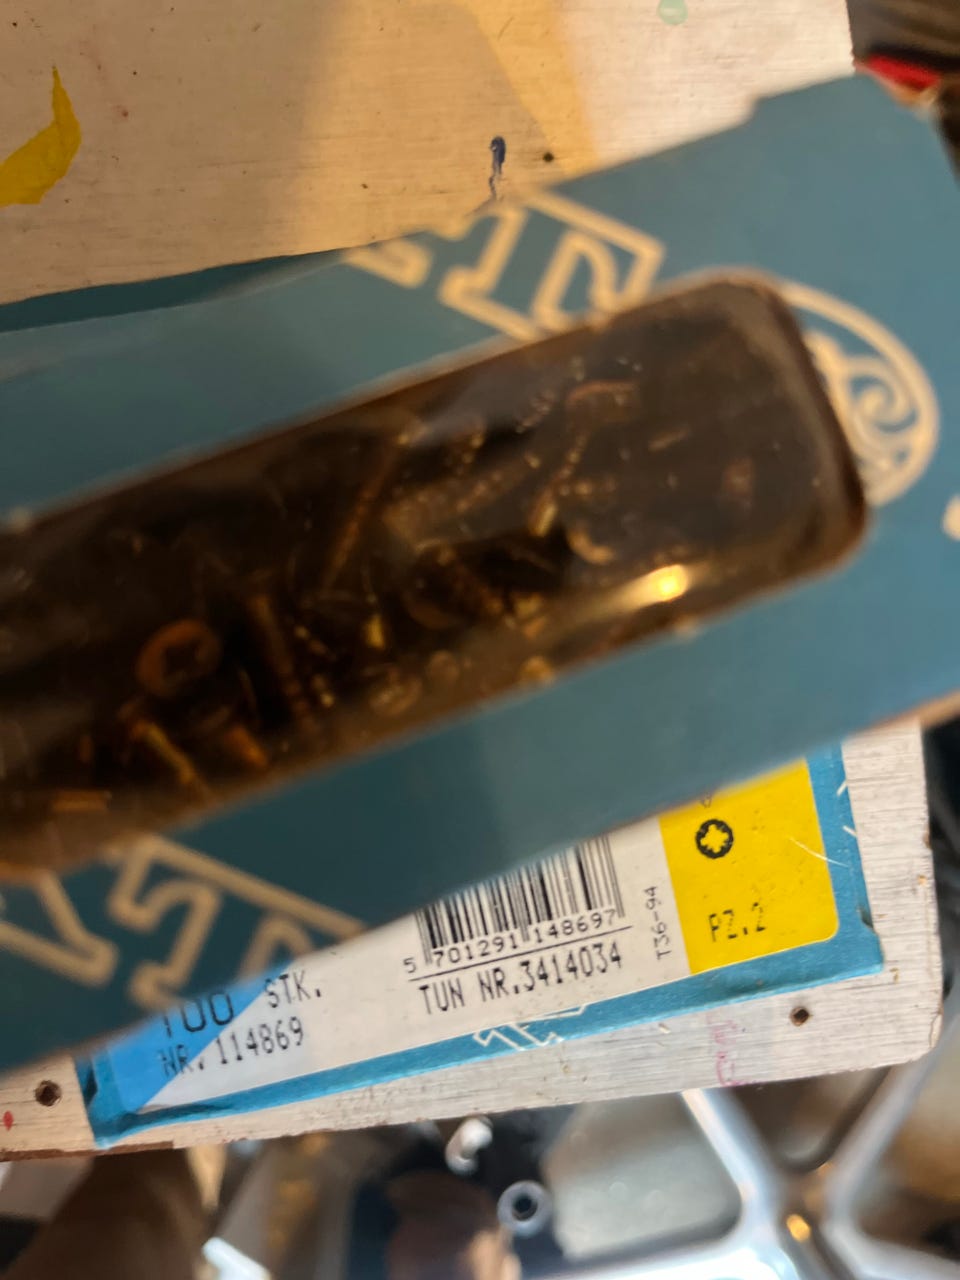 100 STK.
NR. 114869
5 701291 148697
TUN NR.3414034
T36-94
PZ.2